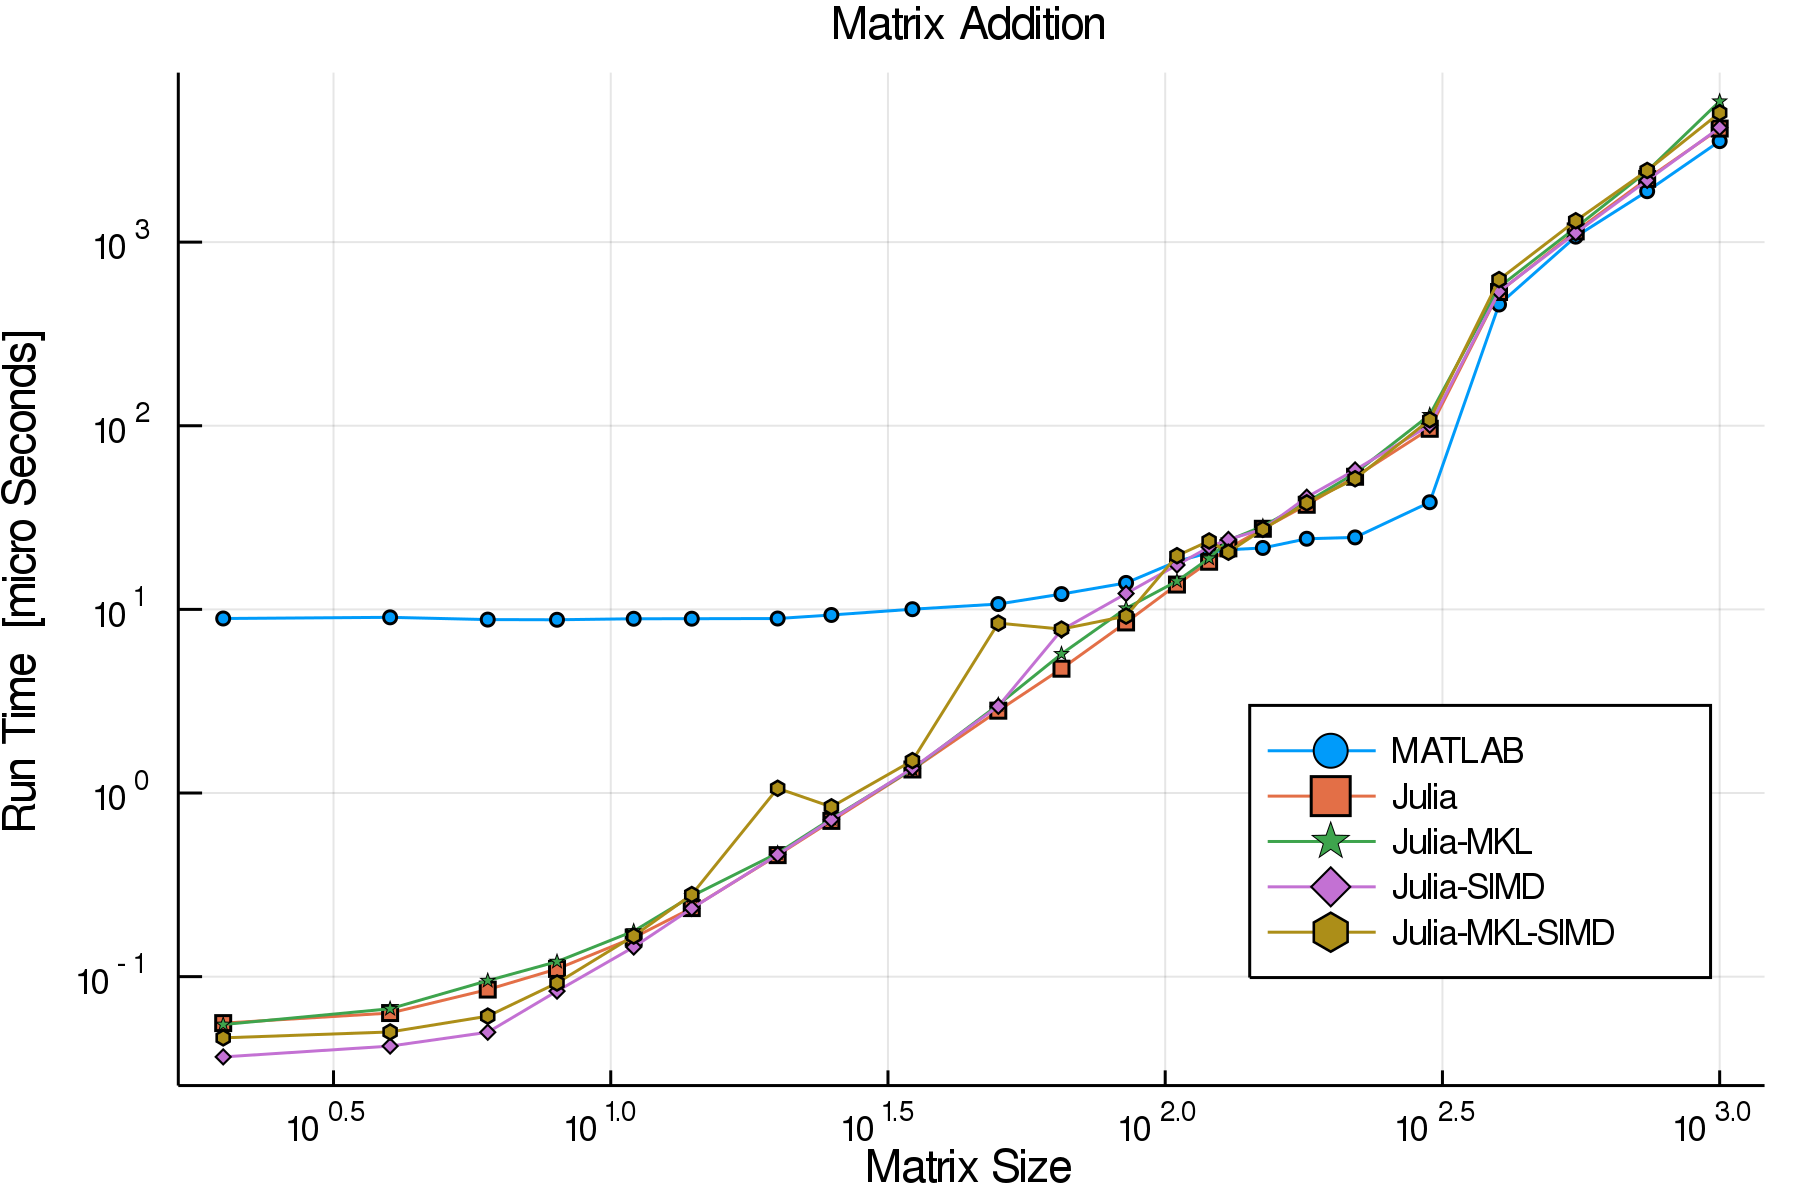 Matrix Addition
Run Time [micro Seconds]
10^3
10^2
10^1
10^0
10^-1
10^0.5 10^1.0 10^1.5 10^2.0 10^2.5 10^3.0
Matrix Size
MATLAB
Julia
Julia-MKL
Julia-SIMD
Julia-MKL-SIMD